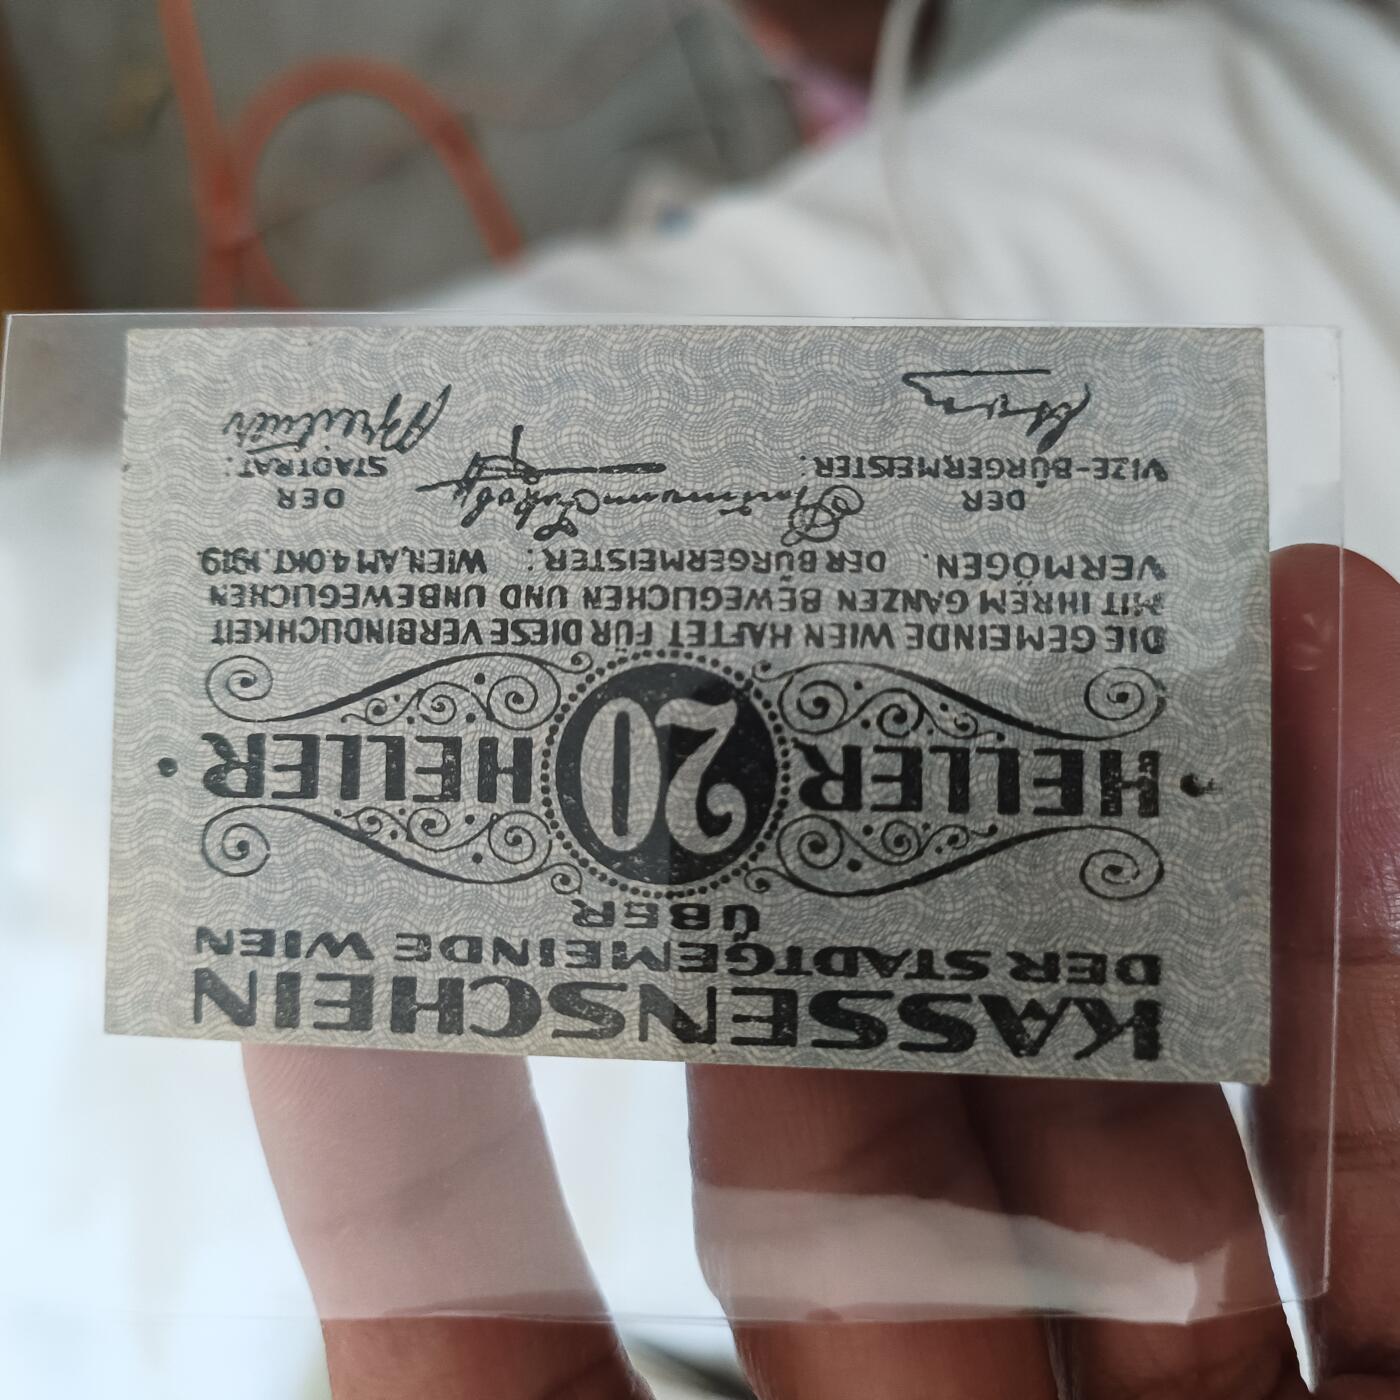 KASSENSCHEIN
DER STADTGEMEINDE WIEN
ÜBER
HELLER 20 HELLER
DIE GEMEINDE WIEN HAFTET FÜR DIESE VERBINDLICHKEIT
MIT IHREM GANZEN BEWEGLICHEN UND UNBEWEGLICHEN
VERMÖGEN. DER BÜRGERMEISTER: WIEN, AM 4. OKT. 1919.
DER
VIZE-BÜRGERMEISTER:
DER
STADTRAT: